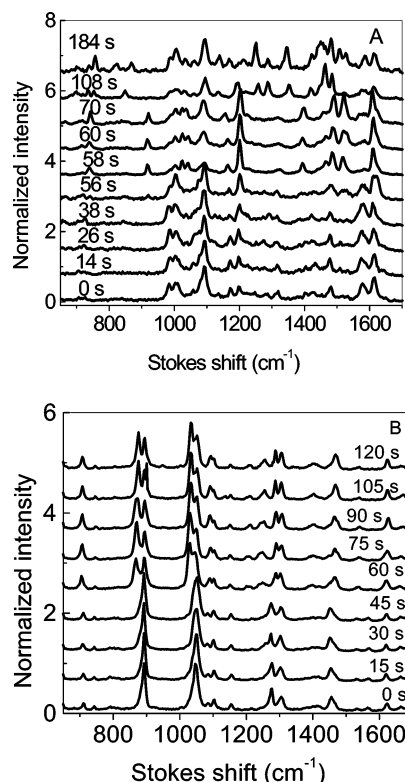 A
184 s
108 s
70 s
60 s
58 s
56 s
38 s
26 s
14 s
0 s
8
6
4
2
0
Normalized intensity
800 1000 1200 1400 1600
Stokes shift (cm-1)
B
120 s
105 s
90 s
75 s
60 s
45 s
30 s
15 s
0 s
6
4
2
0
Normalized intensity
800 1000 1200 1400 1600
Stokes shift (cm-1)